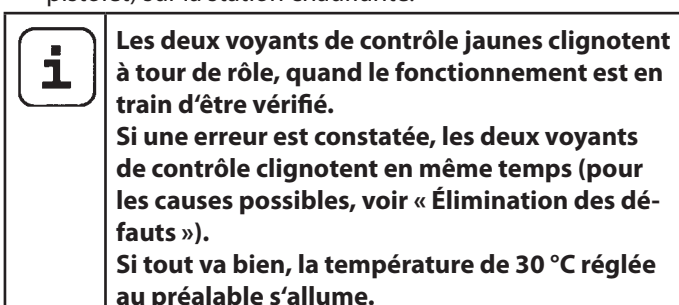 pistolet) sur la station chauffante.
i
Les deux voyants de contrôle jaunes clignotent
à tour de rôle, quand le fonctionnement est en
train d‘être vérifié.
Si une erreur est constatée, les deux voyants
de contrôle clignotent en même temps (pour
les causes possibles, voir « Élimination des dé-
fauts »).
Si tout va bien, la température de 30 °C réglée
au préalable s‘allume.